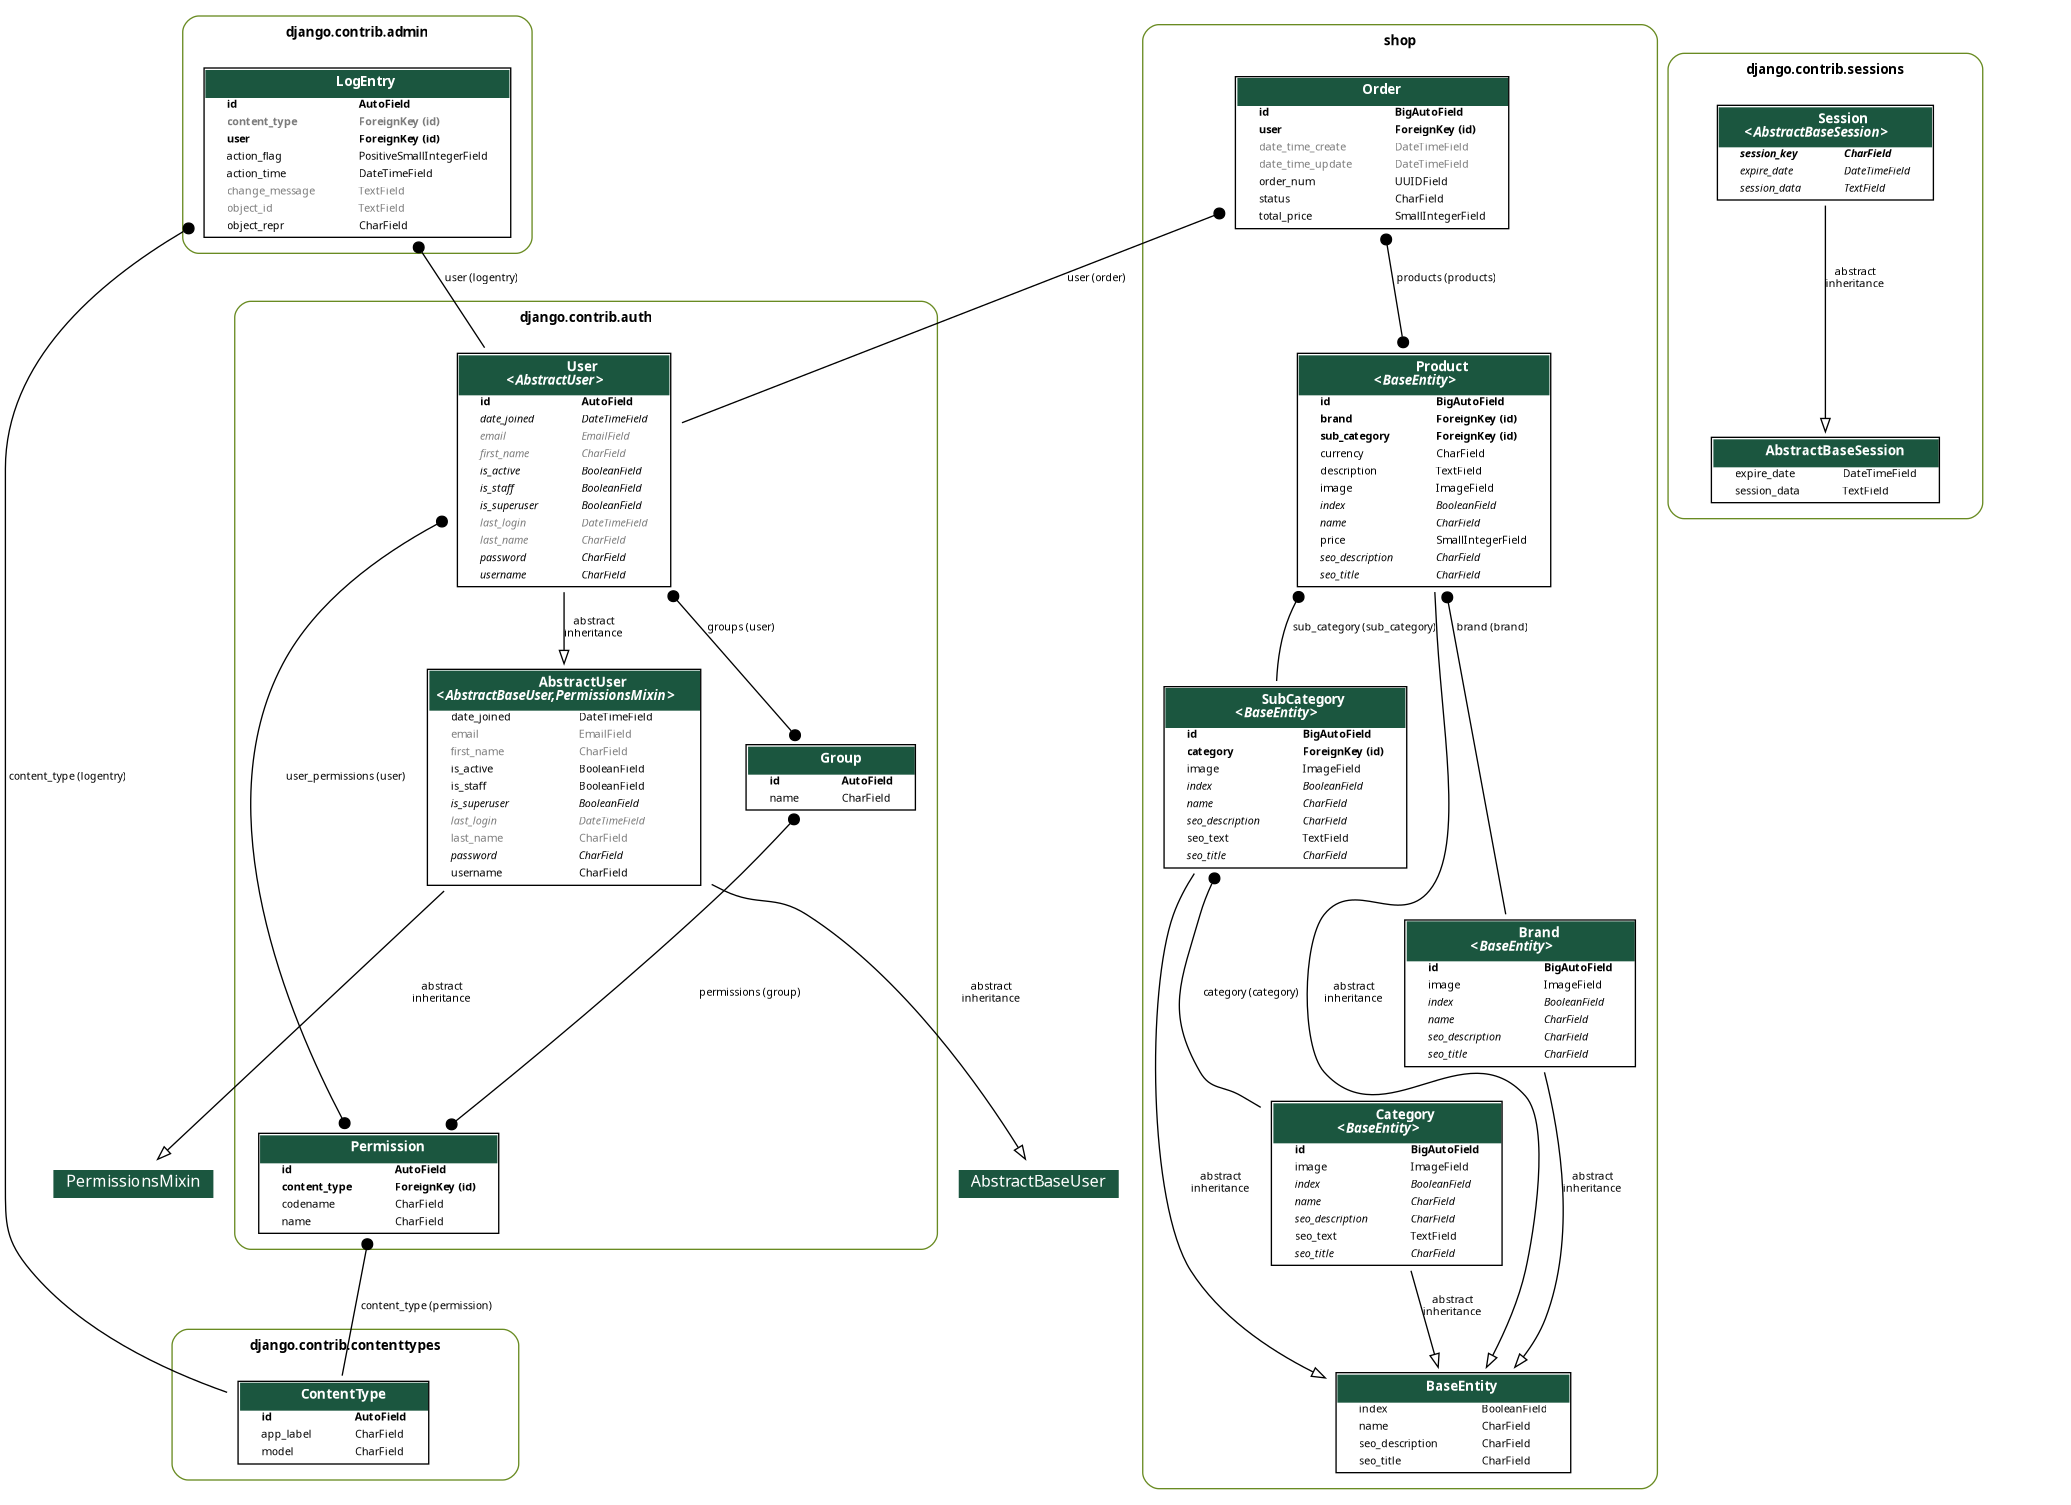 django.contrib.admin
LogEntry
id AutoField
content_type ForeignKey (id)
user ForeignKey (id)
action_flag PositiveSmallIntegerField
action_time DateTimeField
change_message TextField
object_id TextField
object_repr CharField
user (logentry)
content_type (logentry)
django.contrib.auth
User
<AbstractUser>
id AutoField
date_joined DateTimeField
email EmailField
first_name CharField
is_active BooleanField
is_staff BooleanField
is_superuser BooleanField
last_login DateTimeField
last_name CharField
password CharField
username CharField
abstract
inheritance
groups (user)
user_permissions (user)
AbstractUser
<AbstractBaseUser,PermissionsMixin>
date_joined DateTimeField
email EmailField
first_name CharField
is_active BooleanField
is_staff BooleanField
is_superuser BooleanField
last_login DateTimeField
last_name CharField
password CharField
username CharField
Group
id AutoField
name CharField
abstract
inheritance
permissions (group)
abstract
inheritance
PermissionsMixin
Permission
id AutoField
content_type ForeignKey (id)
codename CharField
name CharField
AbstractBaseUser
content_type (permission)
django.contrib.contenttypes
ContentType
id AutoField
app_label CharField
model CharField
shop
Order
id BigAutoField
user ForeignKey (id)
date_time_create DateTimeField
date_time_update DateTimeField
order_num UUIDField
status CharField
total_price SmallIntegerField
user (order)
products (products)
Product
<BaseEntity>
id BigAutoField
brand ForeignKey (id)
sub_category ForeignKey (id)
currency CharField
description TextField
image ImageField
index BooleanField
name CharField
price SmallIntegerField
seo_description CharField
seo_title CharField
sub_category (sub_category)
brand (brand)
SubCategory
<BaseEntity>
id BigAutoField
category ForeignKey (id)
image ImageField
index BooleanField
name CharField
seo_description CharField
seo_text TextField
seo_title CharField
Brand
<BaseEntity>
id BigAutoField
image ImageField
index BooleanField
name CharField
seo_description CharField
seo_title CharField
category (category)
abstract
inheritance
Category
<BaseEntity>
id BigAutoField
image ImageField
index BooleanField
name CharField
seo_description CharField
seo_text TextField
seo_title CharField
abstract
inheritance
abstract
inheritance
abstract
inheritance
BaseEntity
index BooleanField
name CharField
seo_description CharField
seo_title CharField
django.contrib.sessions
Session
<AbstractBaseSession>
session_key CharField
expire_date DateTimeField
session_data TextField
abstract
inheritance
AbstractBaseSession
expire_date DateTimeField
session_data TextField